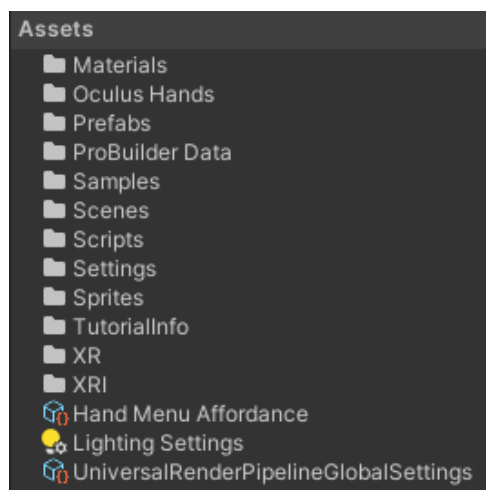 Assets
Materials
Oculus Hands
Prefabs
ProBuilder Data
Samples
Scenes
Scripts
Settings
Sprites
TutorialInfo
XR
XRI
Hand Menu Affordance
Lighting Settings
UniversalRenderPipelineGlobalSettings